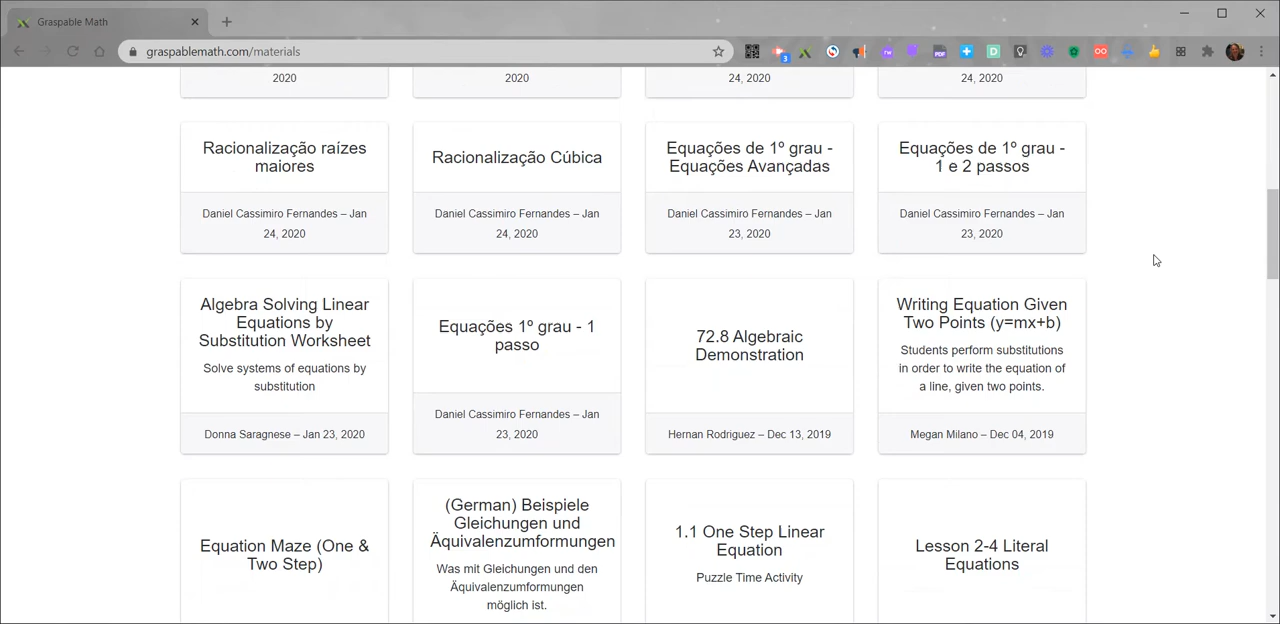 Graspable Math
graspablemath.com/materials
2020
2020
24, 2020
24, 2020
Racionalização raízes
maiores
Daniel Cassimiro Fernandes – Jan
24, 2020
Racionalização Cúbica
Daniel Cassimiro Fernandes – Jan
24, 2020
Equações de 1º grau -
Equações Avançadas
Daniel Cassimiro Fernandes – Jan
23, 2020
Equações de 1º grau -
1 e 2 passos
Daniel Cassimiro Fernandes – Jan
23, 2020
Algebra Solving Linear
Equations by
Substitution Worksheet
Solve systems of equations by
substitution
Donna Saragnese – Jan 23, 2020
Equações 1º grau - 1
passo
Daniel Cassimiro Fernandes – Jan
23, 2020
72.8 Algebraic
Demonstration
Hernan Rodriguez – Dec 13, 2019
Writing Equation Given
Two Points (y=mx+b)
Students perform substitutions
in order to write the equation of
a line, given two points.
Megan Milano – Dec 04, 2019
Equation Maze (One &
Two Step)
(German) Beispiele
Gleichungen und
Äquivalenzumformungen
Was mit Gleichungen und den
Äquivalenzumformungen
möglich ist.
1.1 One Step Linear
Equation
Puzzle Time Activity
Lesson 2-4 Literal
Equations